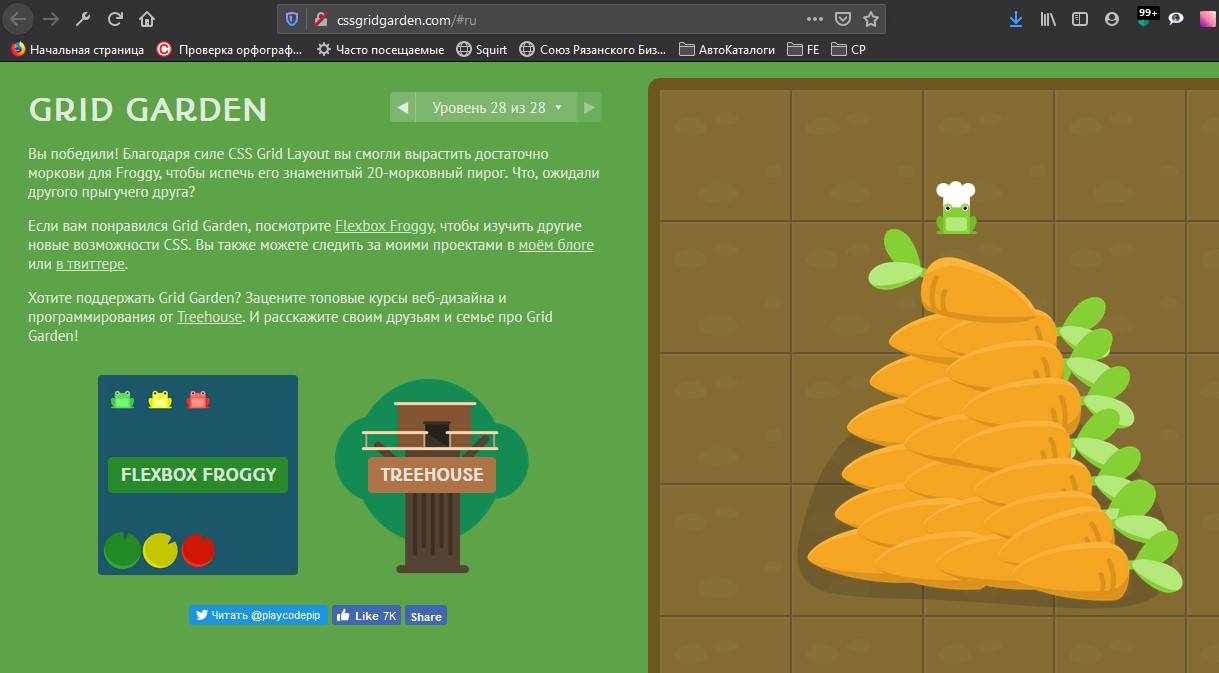 cssgridgarden.com/#ru
99+
Начальная страница
Проверка орфограф...
Часто посещаемые
Squirt
Союз Рязанского Биз...
АвтоКаталоги
FE
CP
GRID GARDEN
Уровень 28 из 28
Вы победили! Благодаря силе CSS Grid Layout вы смогли вырастить достаточно
моркови для Froggy, чтобы испечь его знаменитый 20-морковный пирог. Что, ожидали
другого прыгучего друга?
Если вам понравился Grid Garden, посмотрите Flexbox Froggy, чтобы изучить другие
новые возможности CSS. Вы также можете следить за моими проектами в моём блоге
или в твиттере.
Хотите поддержать Grid Garden? Зацените топовые курсы веб-дизайна и
программирования от Treehouse. И расскажите своим друзьям и семье про Grid
Garden!
FLEXBOX FROGGY
TREEHOUSE
Читать @playcodepip
Like 7K
Share